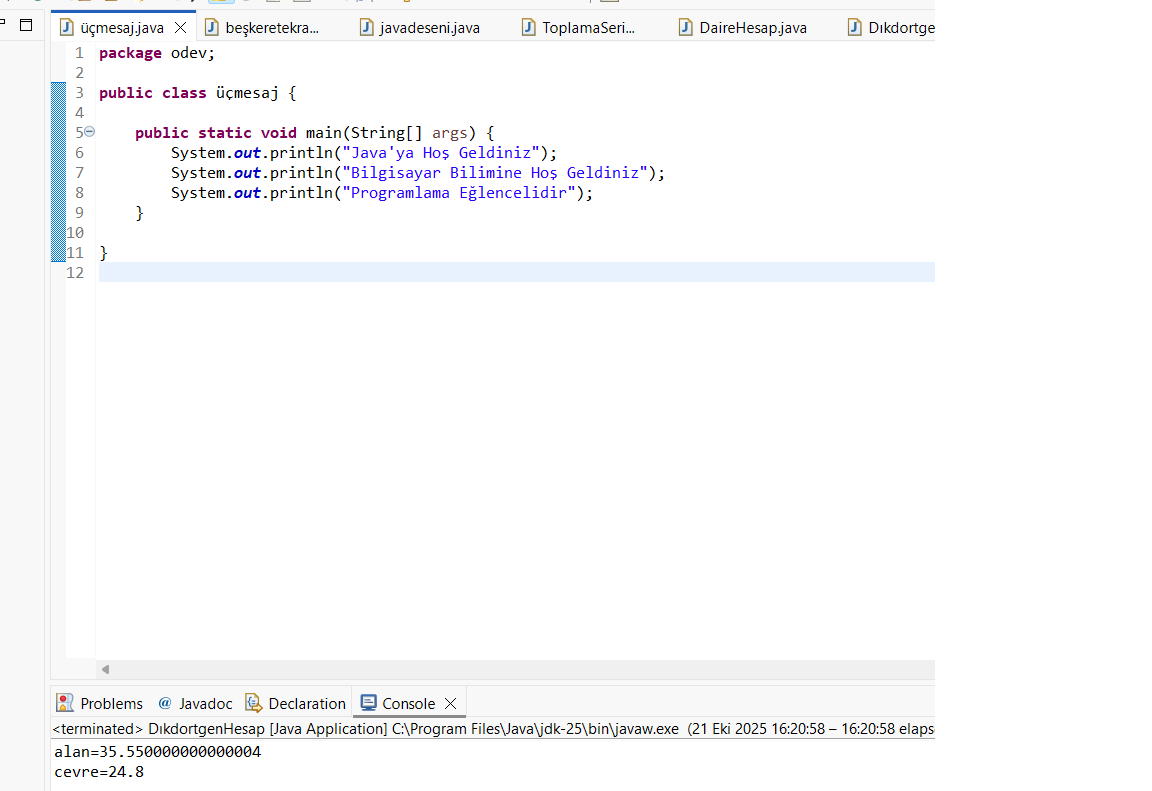 üçmesaj.java beşkeretekra... javadeseni.java ToplamaSeri... DaireHesap.java Dıkdortge
1 package odev;
2
3 public class üçmesaj {
4
5 public static void main(String[] args) {
6 System.out.println("Java'ya Hoş Geldiniz");
7 System.out.println("Bilgisayar Bilimine Hoş Geldiniz");
8 System.out.println("Programlama Eğlencelidir");
9 }
10
11 }
12
Problems @ Javadoc Declaration Console
<terminated> DıkdortgenHesap [Java Application] C:\Program Files\Java\jdk-25\bin\javaw.exe (21 Eki 2025 16:20:58 – 16:20:58 elaps
alan=35.550000000000004
cevre=24.8